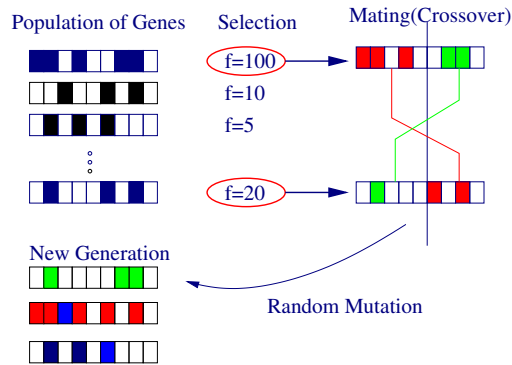 Population of Genes
Selection
Mating(Crossover)
f=100
f=10
f=5
f=20
New Generation
Random Mutation